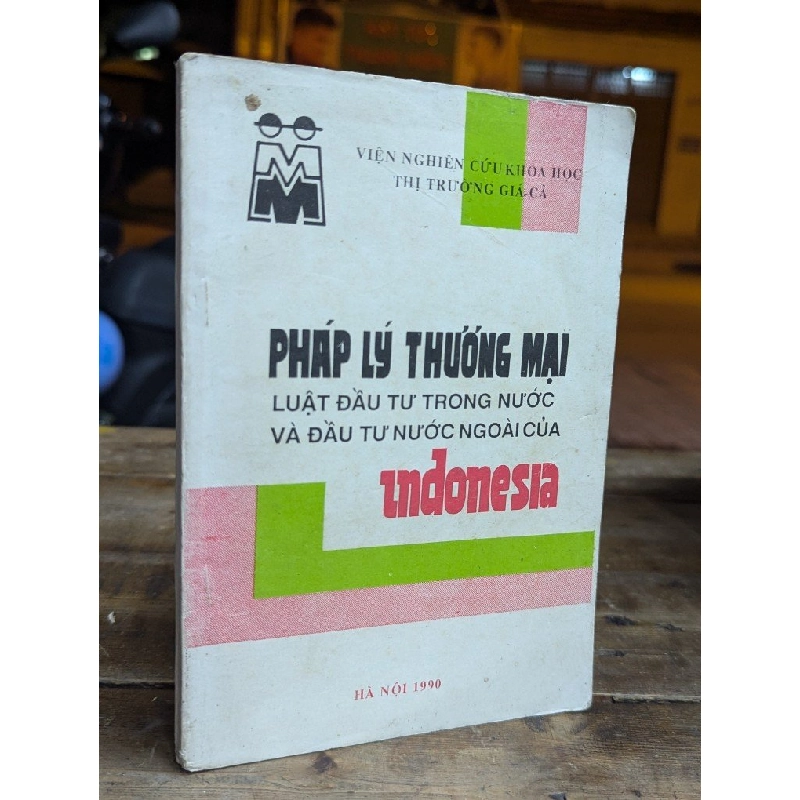 VIỆN NGHIÊN CỨU KHOA HỌC
THỊ TRƯỜNG GIÁ-CẢ
PHÁP LÝ THƯƠNG MẠI
LUẬT ĐẦU TƯ TRONG NƯỚC
VÀ ĐẦU TƯ NƯỚC NGOÀI CỦA
indonesia
HÀ NỘI 1990